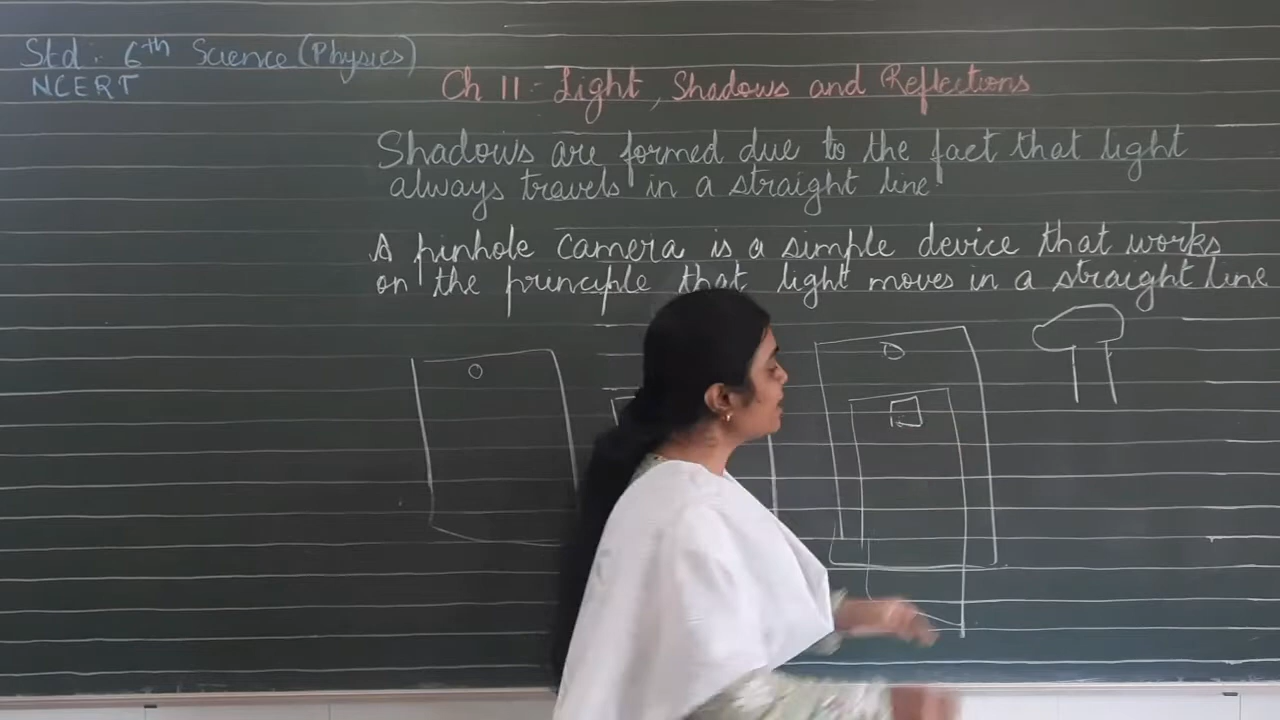 Std :- 6th Science (Physics)
NCERT
Ch 11 :- Light, Shadows and Reflections
Shadows are formed due to the fact that light
always travels in a straight line
A pinhole camera is a simple device that works
on the principle that light moves in a straight line